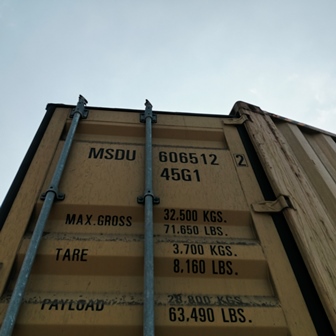 MSDU 606512 2
45G1
MAX.GROSS 32.500 KGS.
71.650 LBS.
TARE 3.700 KGS.
8.160 LBS.
PAYLOAD 28.800 KGS.
63.490 LBS.